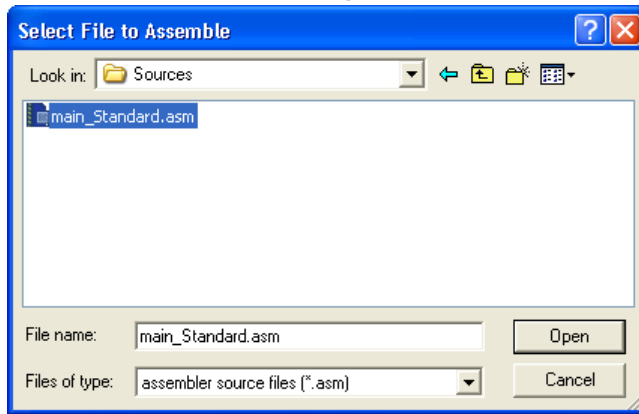 Select File to Assemble
Look in: Sources
main_Standard.asm
File name: main_Standard.asm Open
Files of type: assembler source files (*.asm) Cancel